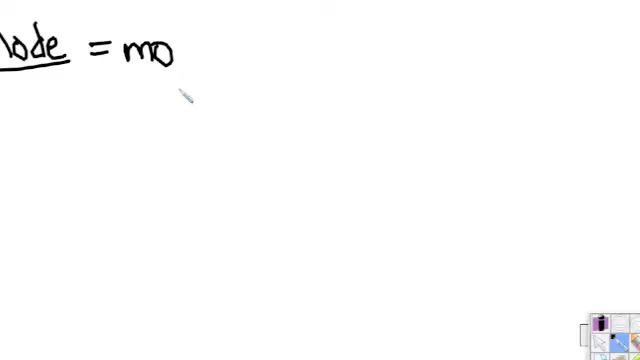 ode = mo